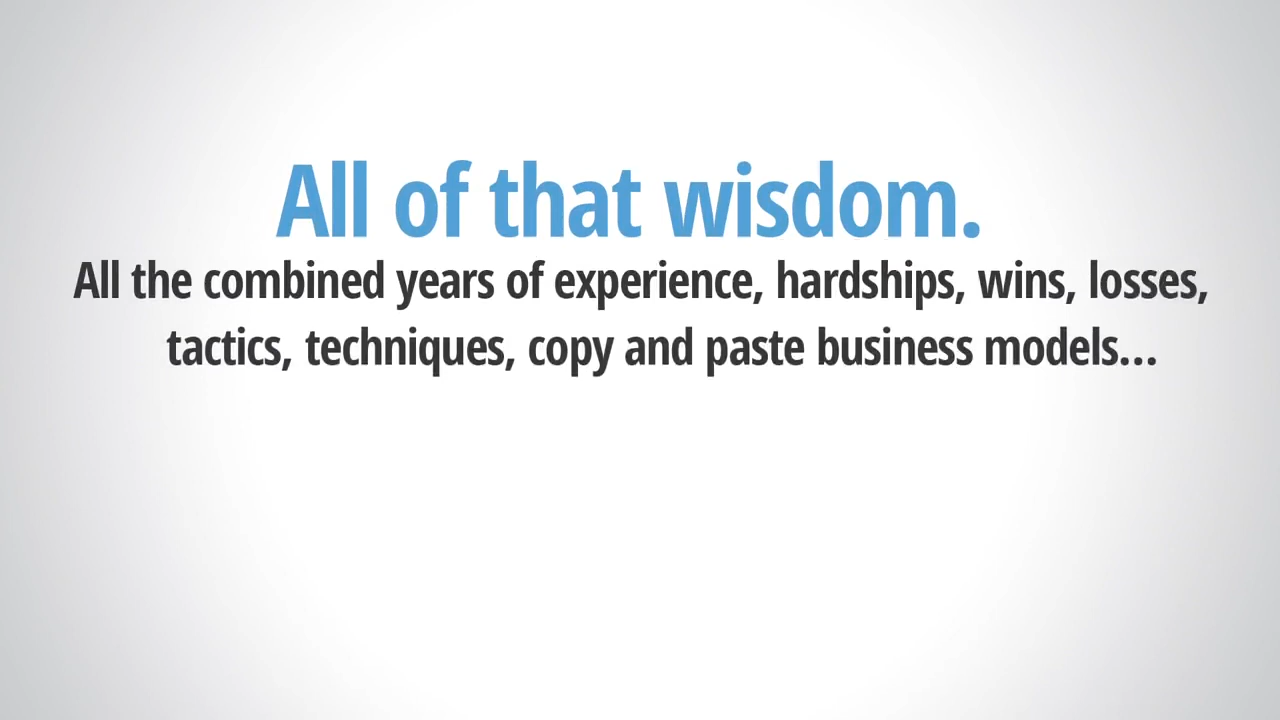 All of that wisdom.
All the combined years of experience, hardships, wins, losses,
tactics, techniques, copy and paste business models...